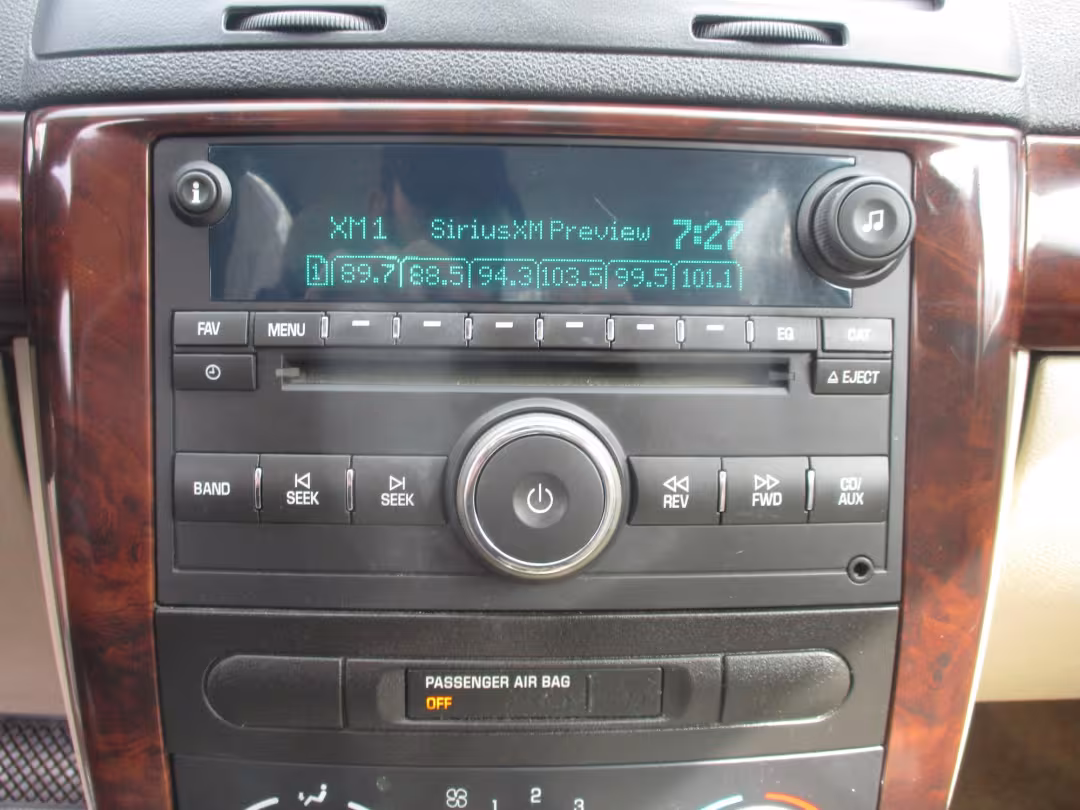 i
XM1 SiriusXM Preview 7:27
1 89.7 88.5 94.3 103.5 99.5 101.1
FAV MENU EQ CAT
EJECT
BAND SEEK SEEK REV FWD CD/
AUX
PASSENGER AIR BAG
OFF
1 2 3